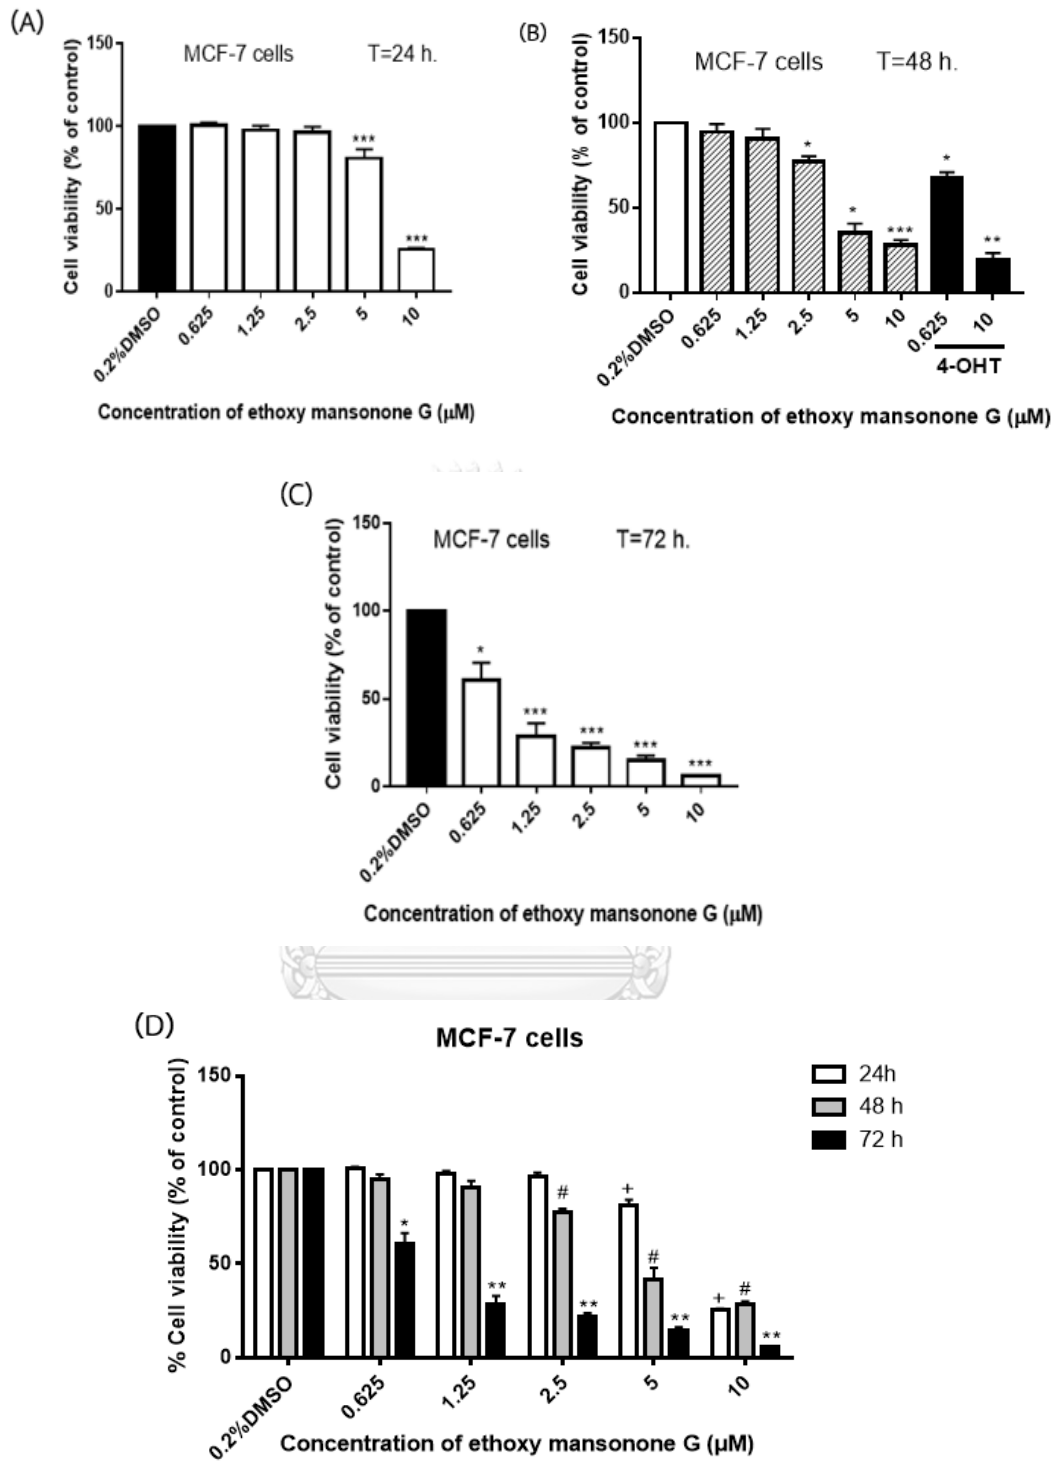 (A)
MCF-7 cells T=24 h.
Cell viability (% of control)
150
100
50
0
***
***
0.2%DMSO 0.625 1.25 2.5 5 10
Concentration of ethoxy mansonone G (μM)
(B)
MCF-7 cells T=48 h.
Cell viability (% of control)
150
100
50
0
*
*
***
*
**
0.2%DMSO 0.625 1.25 2.5 5 10 0.625 10
4-OHT
Concentration of ethoxy mansonone G (μM)
(C)
MCF-7 cells T=72 h.
Cell viability (% of control)
150
100
50
0
*
***
***
***
***
0.2%DMSO 0.625 1.25 2.5 5 10
Concentration of ethoxy mansonone G (μM)
(D)
MCF-7 cells
24h
48 h
72 h
% Cell viability (% of control)
150
100
50
0
*
**
#
**
+
#
**
+
#
**
0.2%DMSO 0.625 1.25 2.5 5 10
Concentration of ethoxy mansonone G (μM)